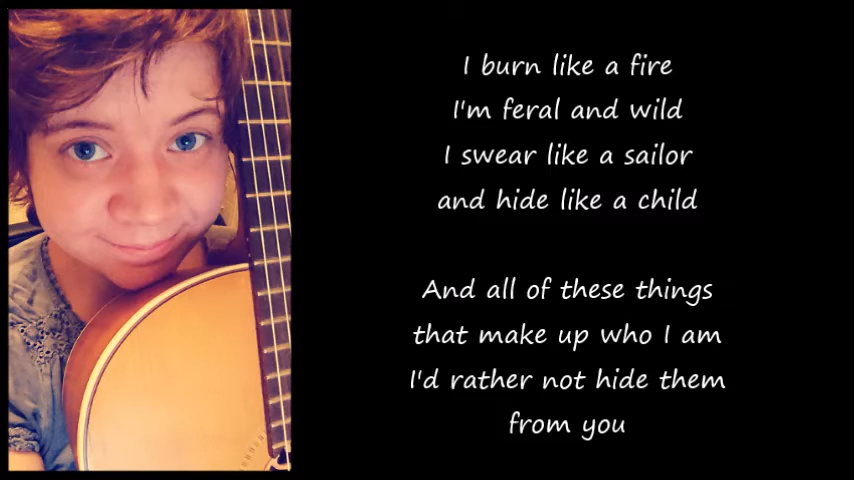 I burn like a fire
I'm feral and wild
I swear like a sailor
and hide like a child
And all of these things
that make up who I am
I'd rather not hide them
from you